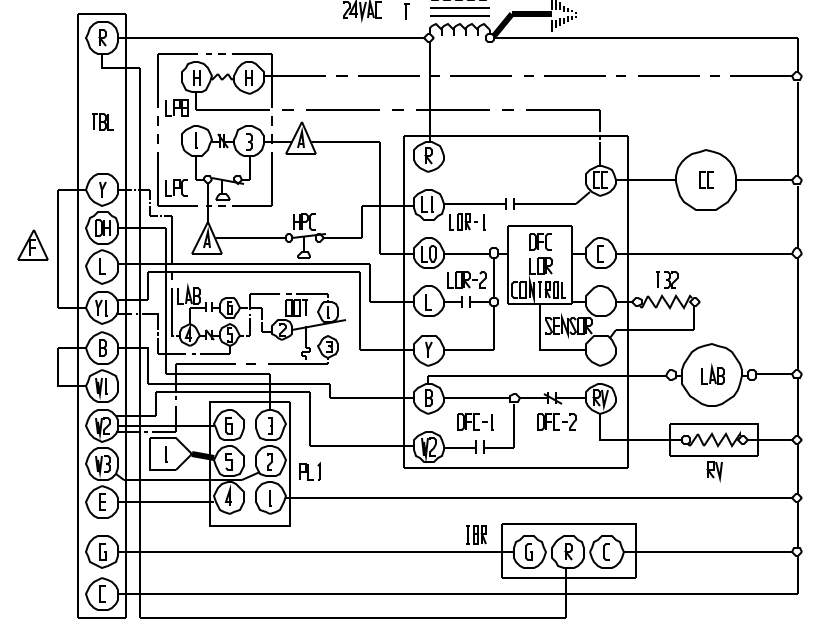 24VAC T
R
H H
LPB
TBL
1 3 A
R
LPC
CC CC
Y
L1
LOR-1
DH
HPC
F
A
DFC
LO
LOR
C
L
CONTROL
LOR-2
T32
LAB
6
DOT
1
L
Y1
4 5
2
SENSOR
B
3
Y
LAB
W1
B
DFC-1
DFC-2
RV
W2
6 3
W2
1
5 2
PL1
RV
W3
E
4 1
IBR
G
G R C
C